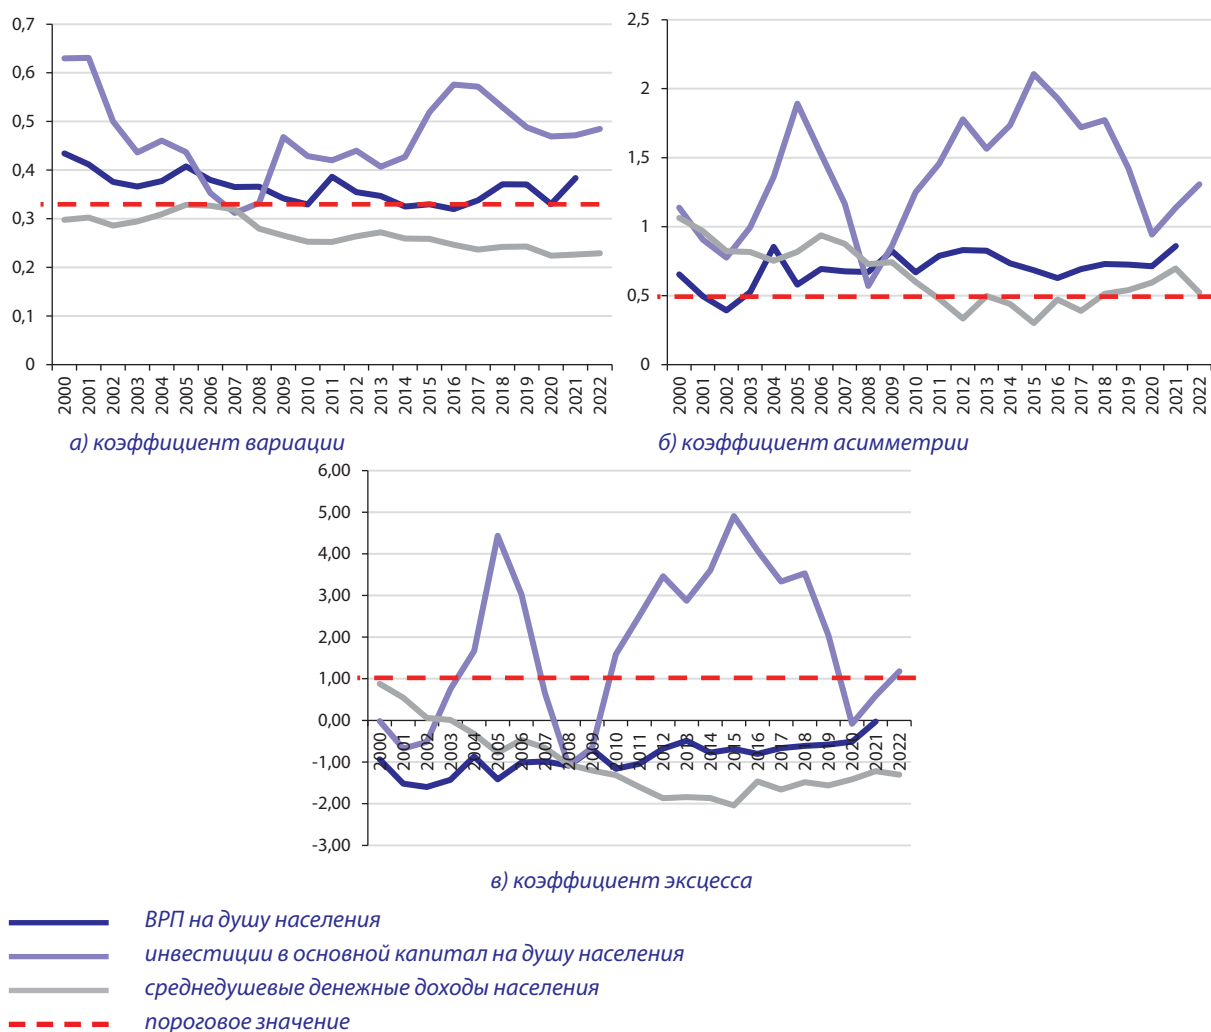 0,7
0,6
0,5
0,4
0,3
0,2
0,1
0
2000 2001 2002 2003 2004 2005 2006 2007 2008 2009 2010 2011 2012 2013 2014 2015 2016 2017 2018 2019 2020 2021 2022
а) коэффициент вариации
2,5
2
1,5
1
0,5
0
2000 2001 2002 2003 2004 2005 2006 2007 2008 2009 2010 2011 2012 2013 2014 2015 2016 2017 2018 2019 2020 2021 2022
б) коэффициент асимметрии
6,00
5,00
4,00
3,00
2,00
1,00
0,00
-1,00
-2,00
-3,00
2000 2001 2002 2003 2004 2005 2006 2007 2008 2009 2010 2011 2012 2013 2014 2015 2016 2017 2018 2019 2020 2021 2022
в) коэффициент эксцесса
ВРП на душу населения
инвестиции в основной капитал на душу населения
среднедушевые денежные доходы населения
пороговое значение